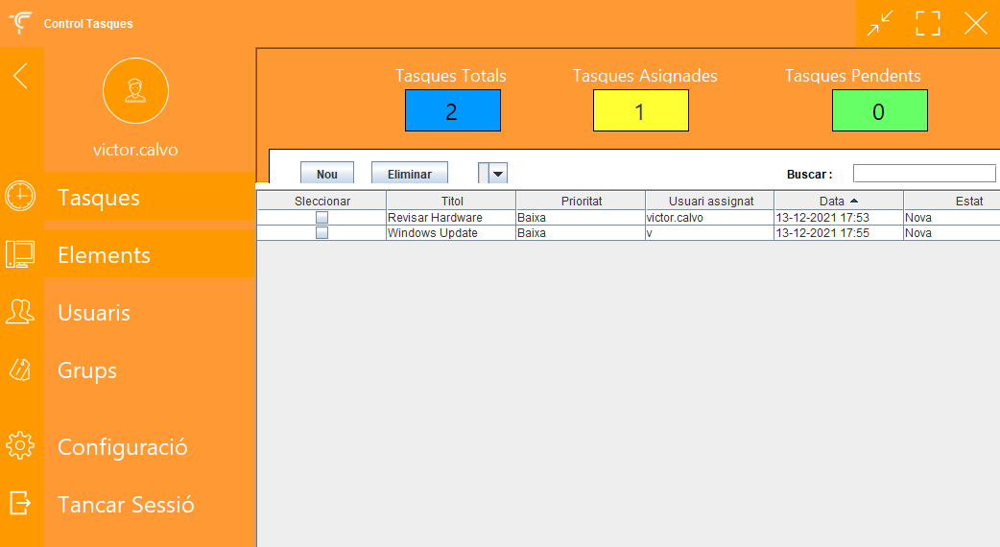 Control Tasques
victor.calvo
Tasques
Elements
Usuaris
Grups
Configuració
Tancar Sessió
Tasques Totals Tasques Asignades Tasques Pendents
2 1 0
Nou Eliminar Buscar :
Sleccionar Titol Prioritat Usuari assignat Data Estat
Revisar Hardware Baixa victor.calvo 13-12-2021 17:53 Nova
Windows Update Baixa v 13-12-2021 17:55 Nova